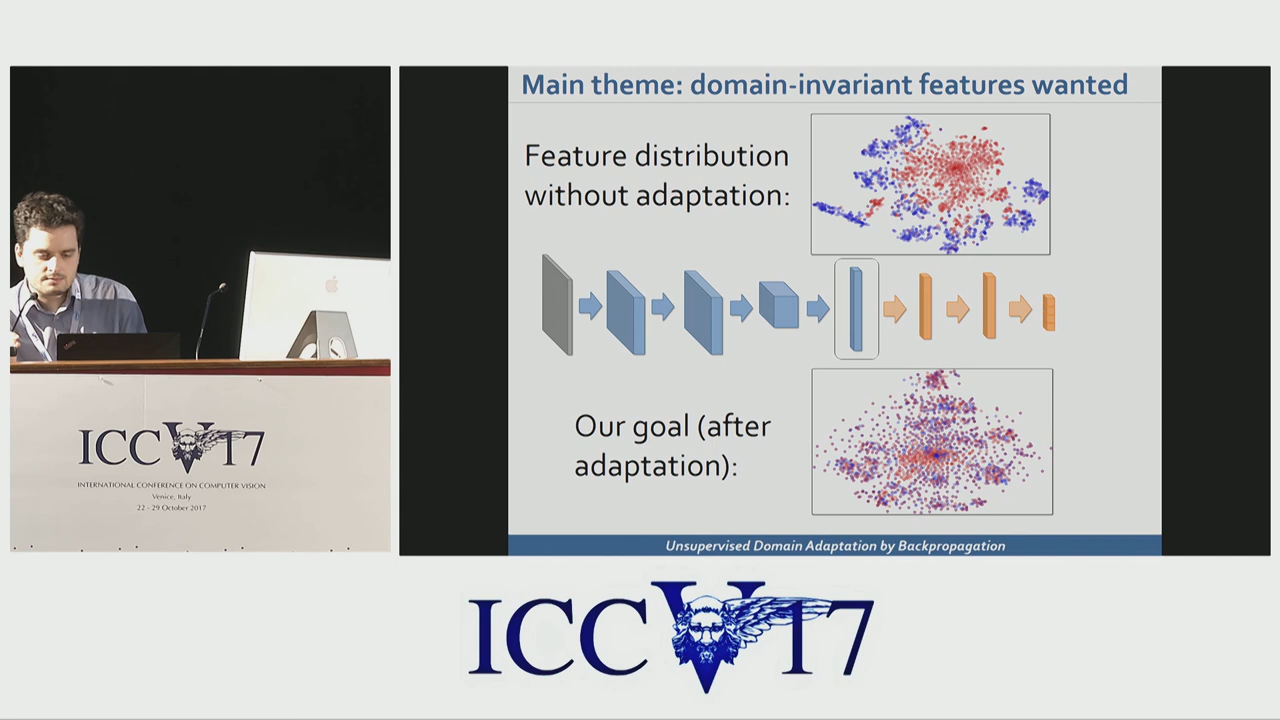 Main theme: domain-invariant features wanted
Feature distribution
without adaptation:
Our goal (after
adaptation):
Unsupervised Domain Adaptation by Backpropagation
ICCV17
INTERNATIONAL CONFERENCE ON COMPUTER VISION
Venice, Italy
22 - 29 October 2017
ICCV17